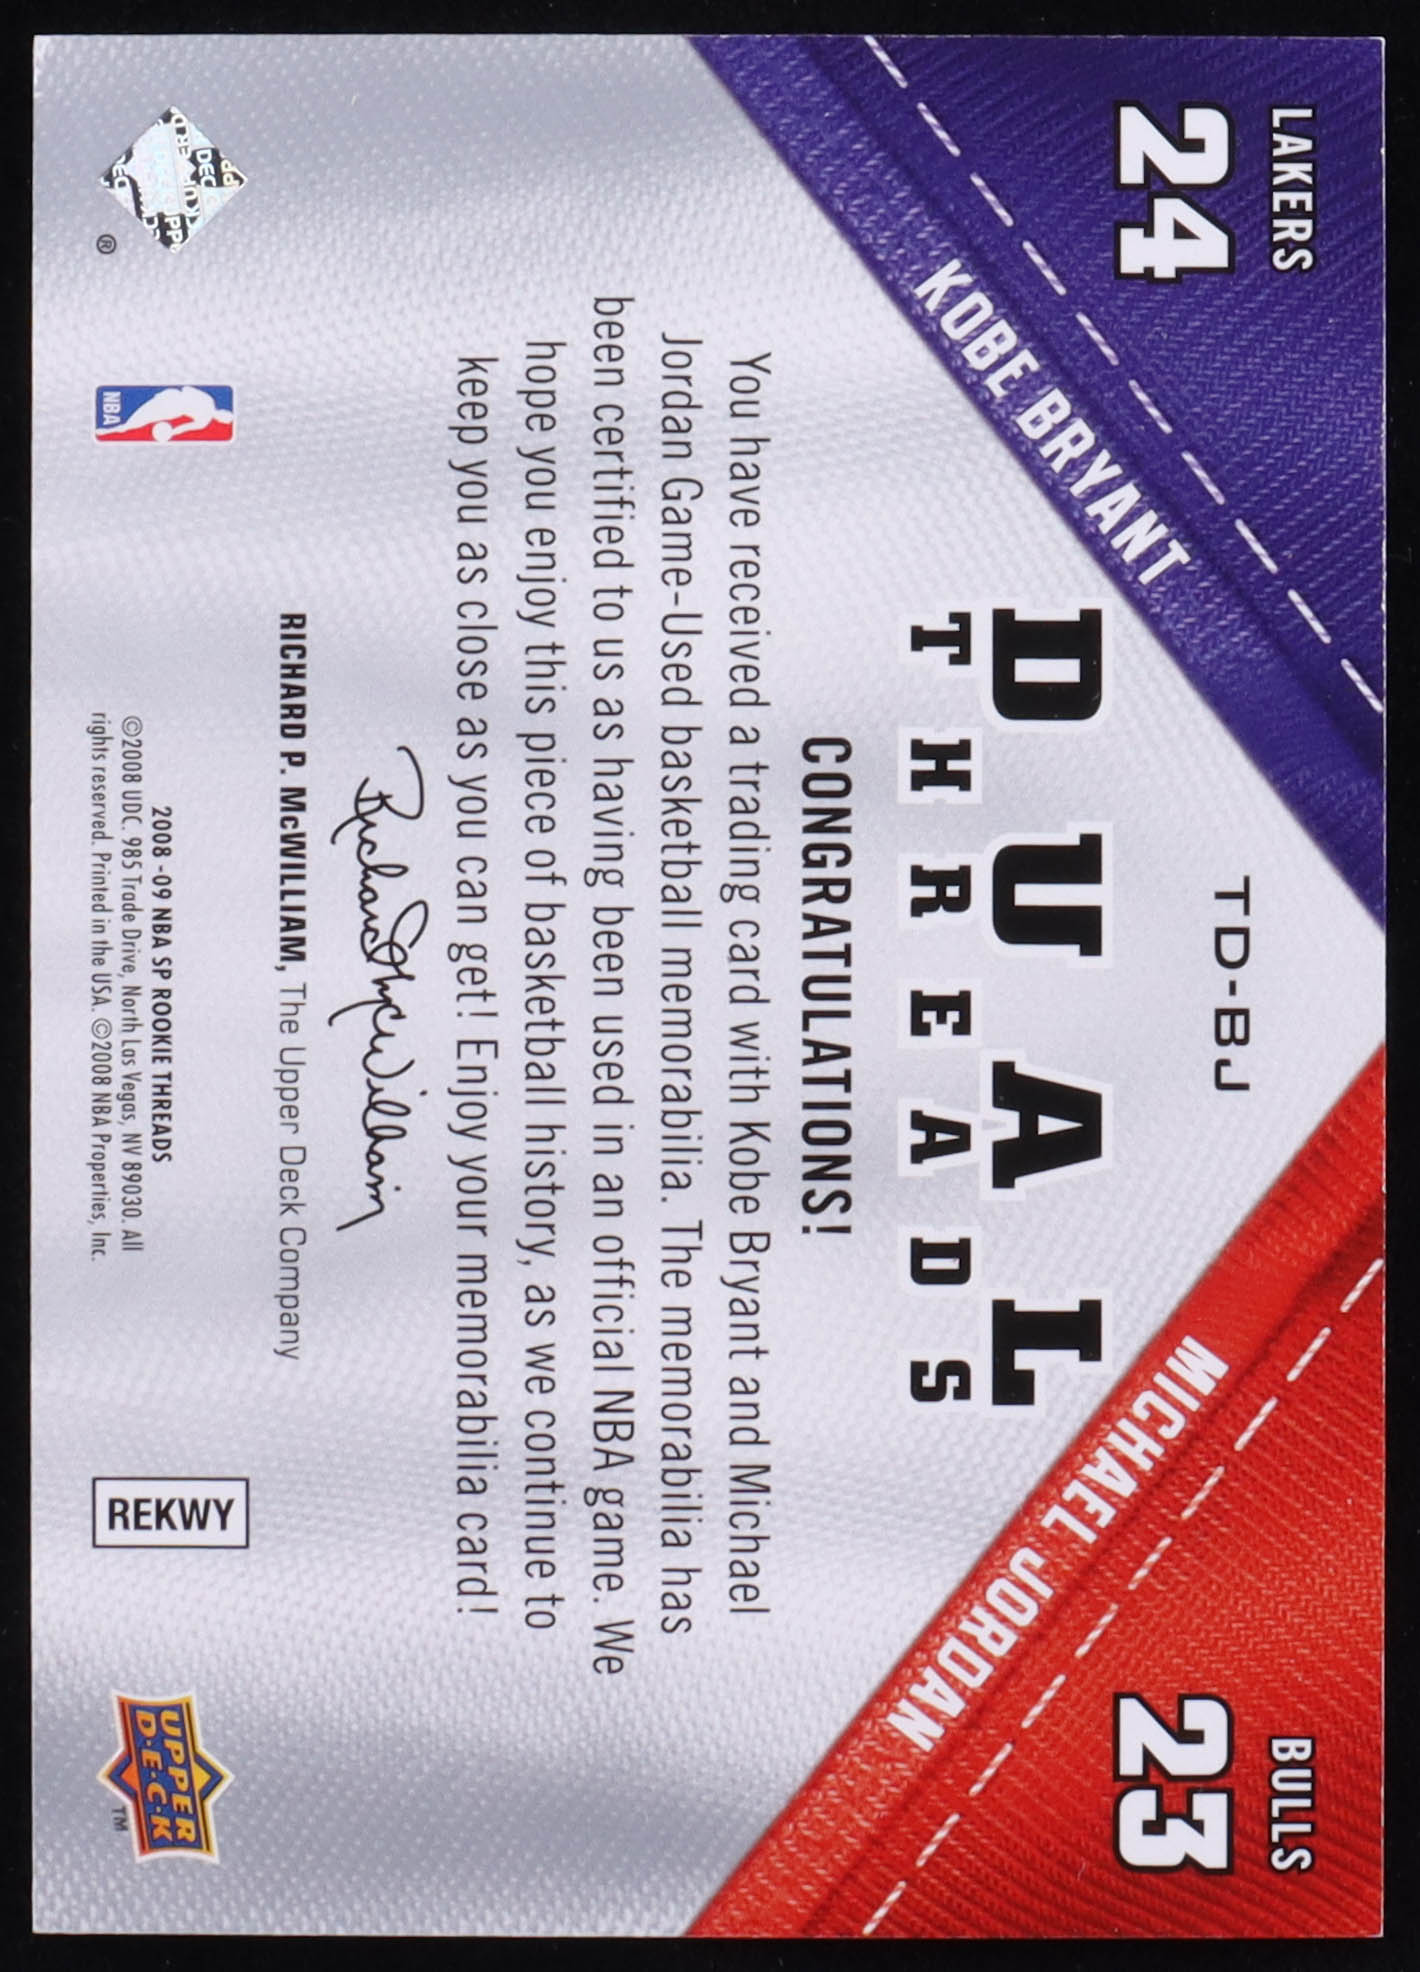 LAKERS
24
KOBE BRYANT
TD-BJ
BULLS
23
MICHAEL JORDAN
DUAL
THREADS
CONGRATULATIONS!
You have received a trading card with Kobe Bryant and Michael
Jordan Game-Used basketball memorabilia. The memorabilia has
been certified to us as having been used in an official NBA game. We
hope you enjoy this piece of basketball history, as we continue to
keep you as close as you can get! Enjoy your memorabilia card!
Richard McWilliam
RICHARD P. McWILLIAM, The Upper Deck Company
®
NBA
2008 -09 NBA SP ROOKIE THREADS
©2008 UDC. 985 Trade Drive, North Las Vegas, NV 89030. All
rights reserved. Printed in the USA. ©2008 NBA Properties, Inc.
REKWY
UPPER
D·E·C·K
TM